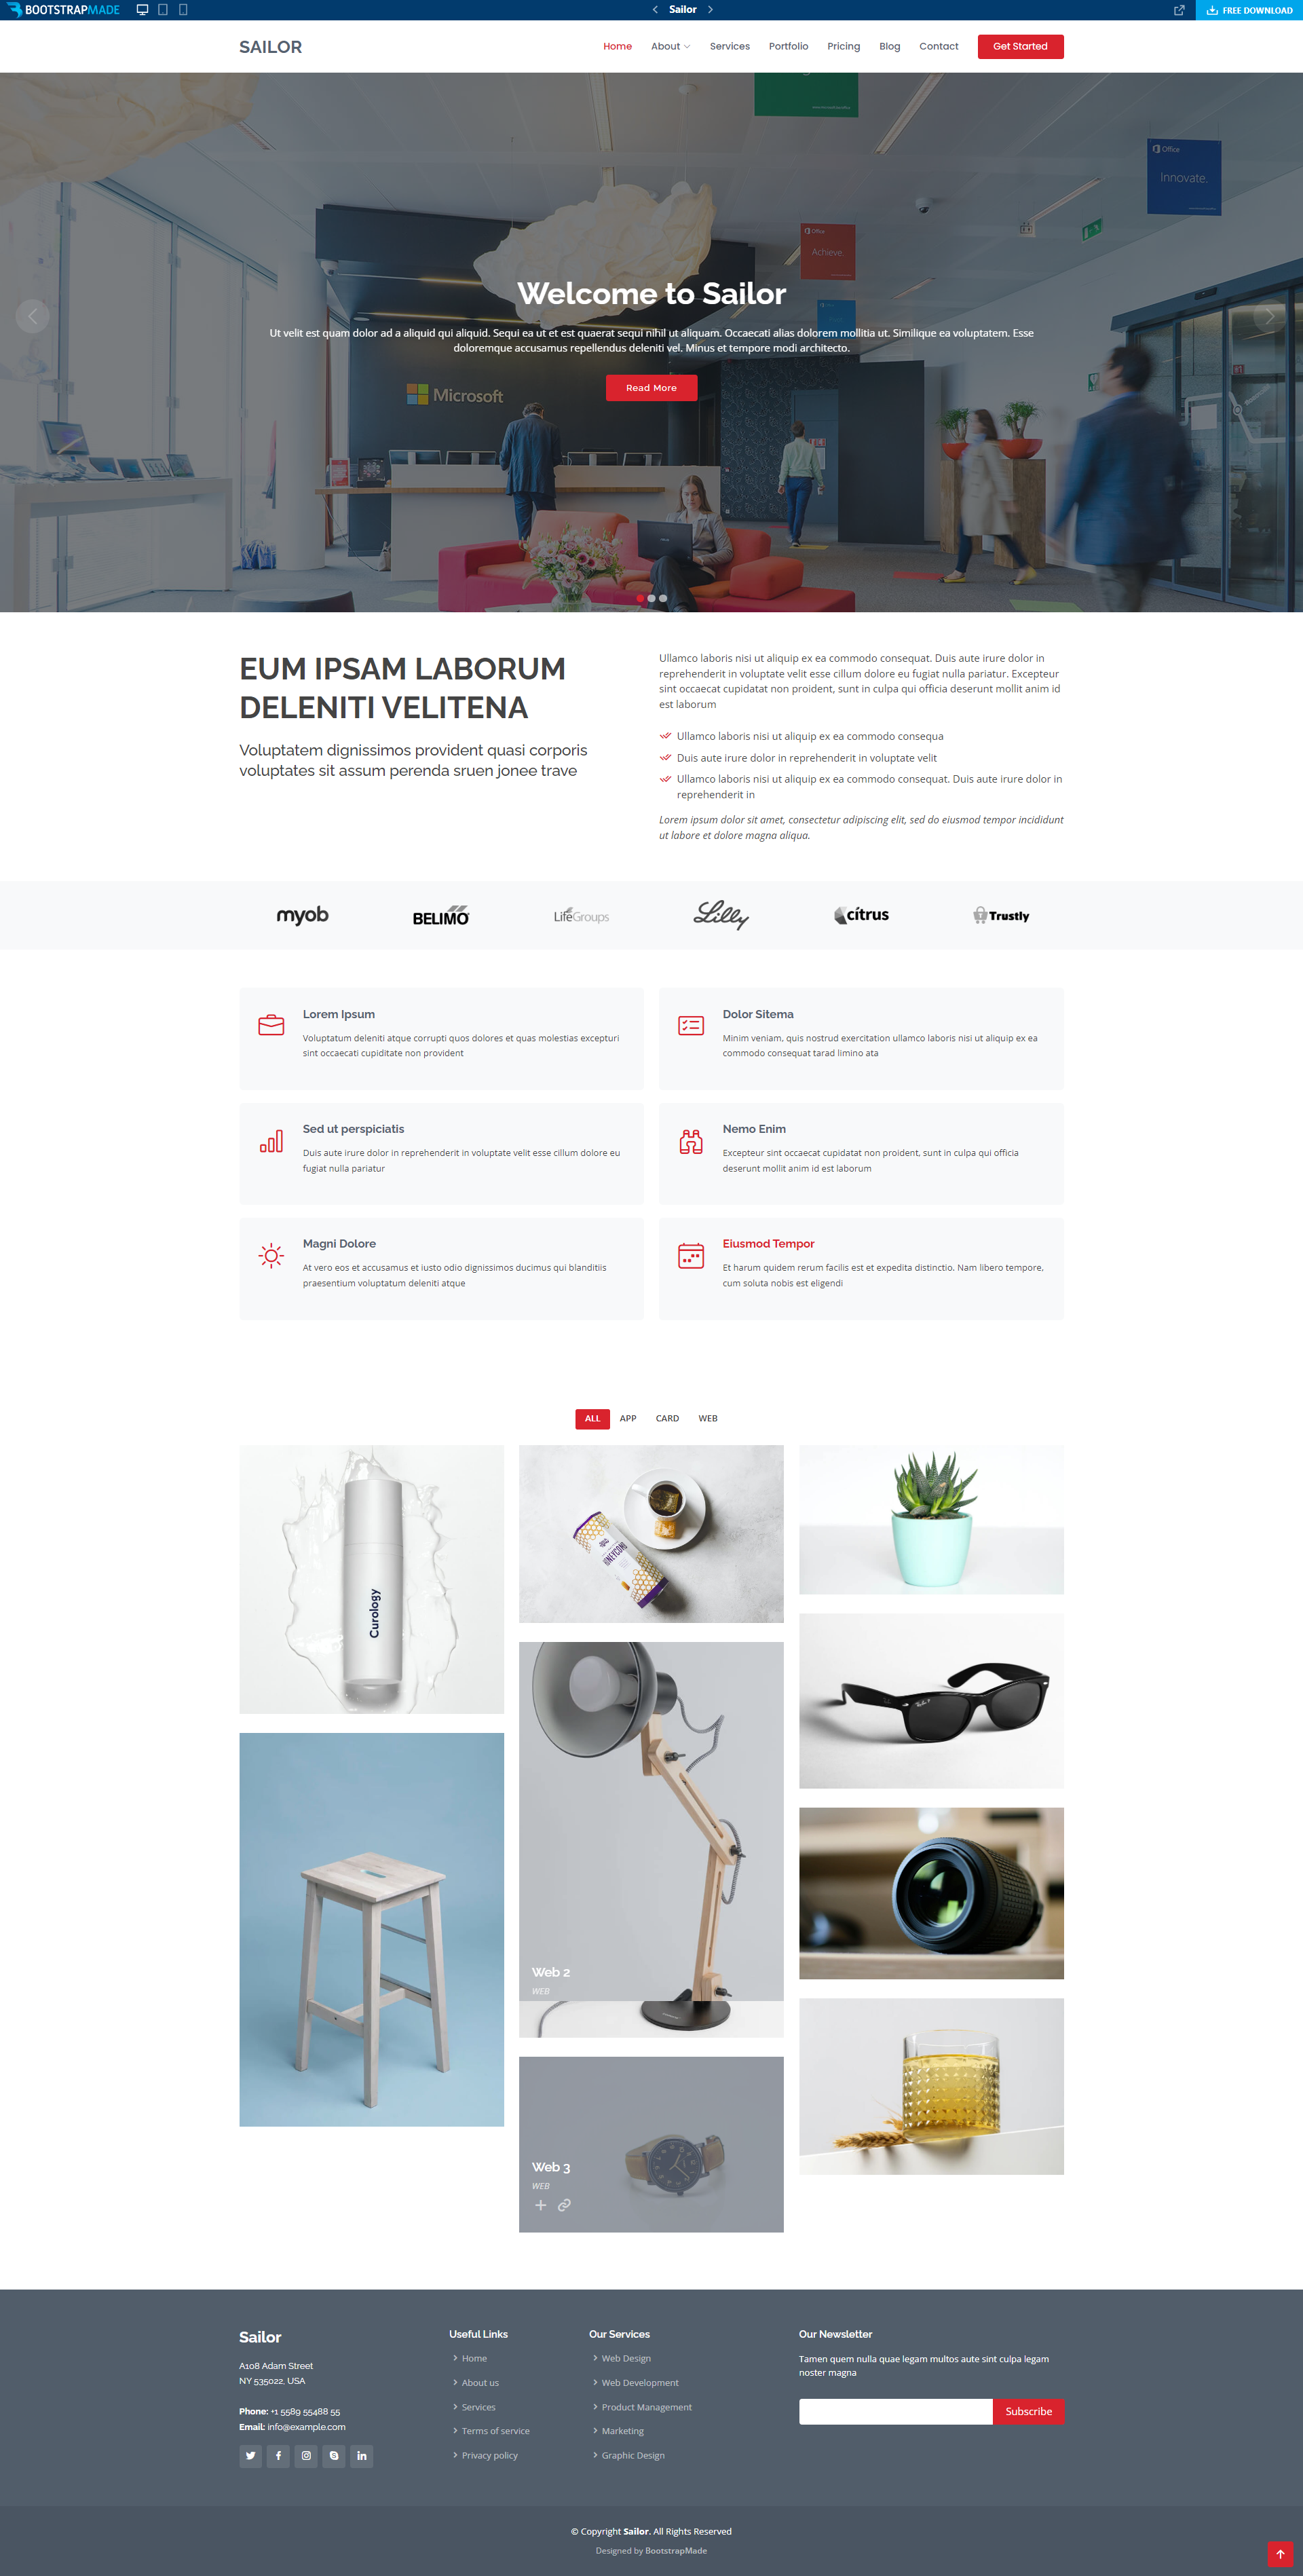 BOOTSTRAPMADE
Sailor
FREE DOWNLOAD
SAILOR
Home
About
Services
Portfolio
Pricing
Blog
Contact
Get Started
Office
Innovate.
Office
Achieve.
Welcome to Sailor
Ut velit est quam dolor ad a aliquid qui aliquid. Sequi ea ut et est quaerat sequi nihil ut aliquam. Occaecati alias dolorem mollitia ut. Similique ea voluptatem. Esse
doloremque accusamus repellendus deleniti vel. Minus et tempore modi architecto.
Read More
Microsoft
EUM IPSAM LABORUM
DELENITI VELITENA
Voluptatem dignissimos provident quasi corporis
voluptates sit assum perenda sruen jonee trave
Ullamco laboris nisi ut aliquip ex ea commodo consequat. Duis aute irure dolor in
reprehenderit in voluptate velit esse cillum dolore eu fugiat nulla pariatur. Excepteur
sint occaecat cupidatat non proident, sunt in culpa qui officia deserunt mollit anim id
est laborum
Ullamco laboris nisi ut aliquip ex ea commodo consequa
Duis aute irure dolor in reprehenderit in voluptate velit
Ullamco laboris nisi ut aliquip ex ea commodo consequat. Duis aute irure dolor in
reprehenderit in
Lorem ipsum dolor sit amet, consectetur adipiscing elit, sed do eiusmod tempor incididunt
ut labore et dolore magna aliqua.
myob
BELIMO
LifeGroups
Lilly
citrus
Trustly
Lorem Ipsum
Voluptatum deleniti atque corrupti quos dolores et quas molestias excepturi
sint occaecati cupiditate non provident
Dolor Sitema
Minim veniam, quis nostrud exercitation ullamco laboris nisi ut aliquip ex ea
commodo consequat tarad limino ata
Sed ut perspiciatis
Duis aute irure dolor in reprehenderit in voluptate velit esse cillum dolore eu
fugiat nulla pariatur
Nemo Enim
Excepteur sint occaecat cupidatat non proident, sunt in culpa qui officia
deserunt mollit anim id est laborum
Magni Dolore
At vero eos et accusamus et iusto odio dignissimos ducimus qui blanditiis
praesentium voluptatum deleniti atque
Eiusmod Tempor
Et harum quidem rerum facilis est et expedita distinctio. Nam libero tempore,
cum soluta nobis est eligendi
ALL
APP
CARD
WEB
Curology
Web 2
WEB
Web 3
WEB
Sailor
A108 Adam Street
NY 535022, USA
Phone: +1 5589 55488 55
Email: info@example.com
Useful Links
Home
About us
Services
Terms of service
Privacy policy
Our Services
Web Design
Web Development
Product Management
Marketing
Graphic Design
Our Newsletter
Tamen quem nulla quae legam multos aute sint culpa legam
noster magna
Subscribe
© Copyright Sailor. All Rights Reserved
Designed by BootstrapMade